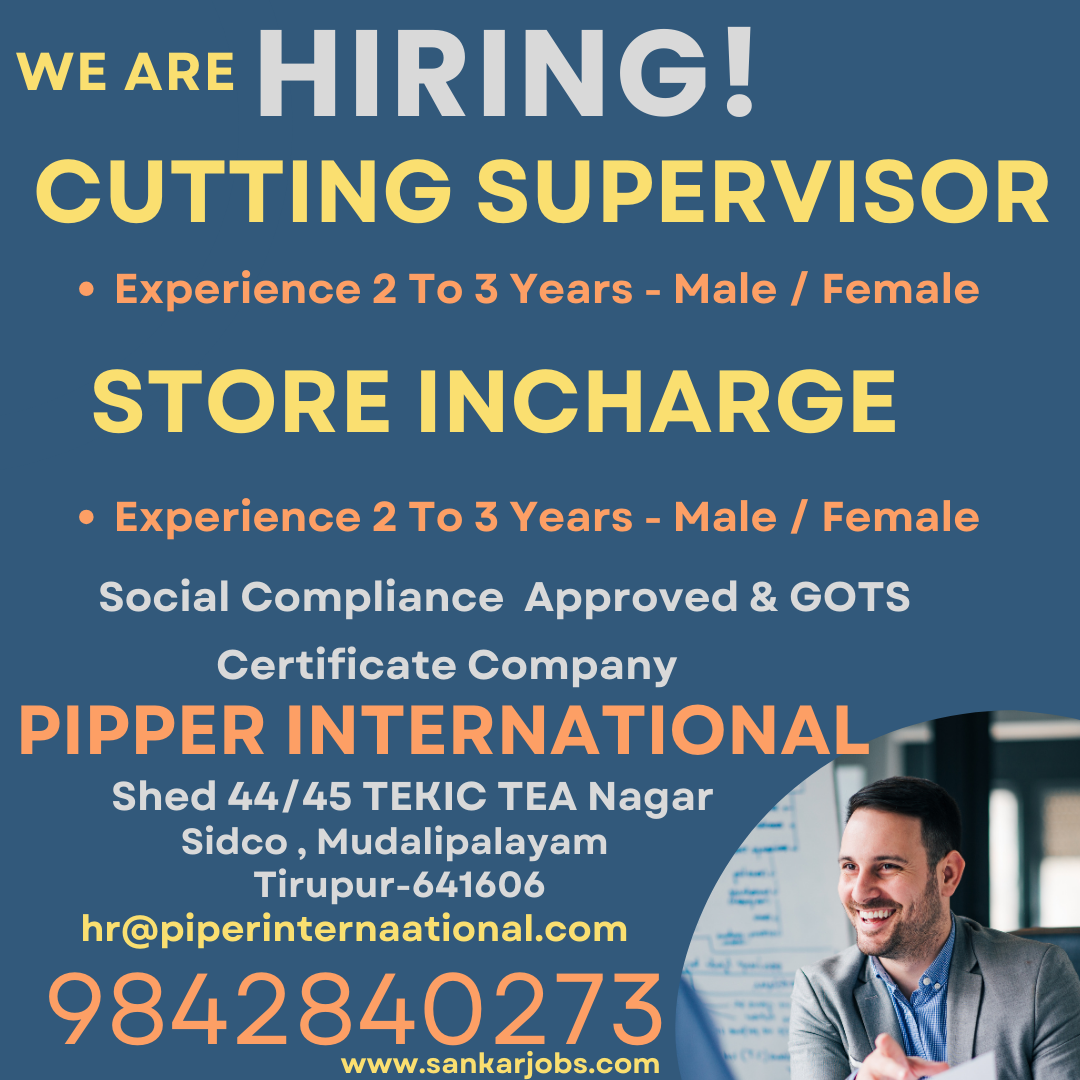 WE ARE HIRING!
CUTTING SUPERVISOR
• Experience 2 To 3 Years - Male / Female
STORE INCHARGE
• Experience 2 To 3 Years - Male / Female
Social Compliance Approved & GOTS
Certificate Company
PIPPER INTERNATIONAL
Shed 44/45 TEKIC TEA Nagar
Sidco , Mudalipalayam
Tirupur-641606
hr@piperinternaational.com
9842840273
www.sankarjobs.com